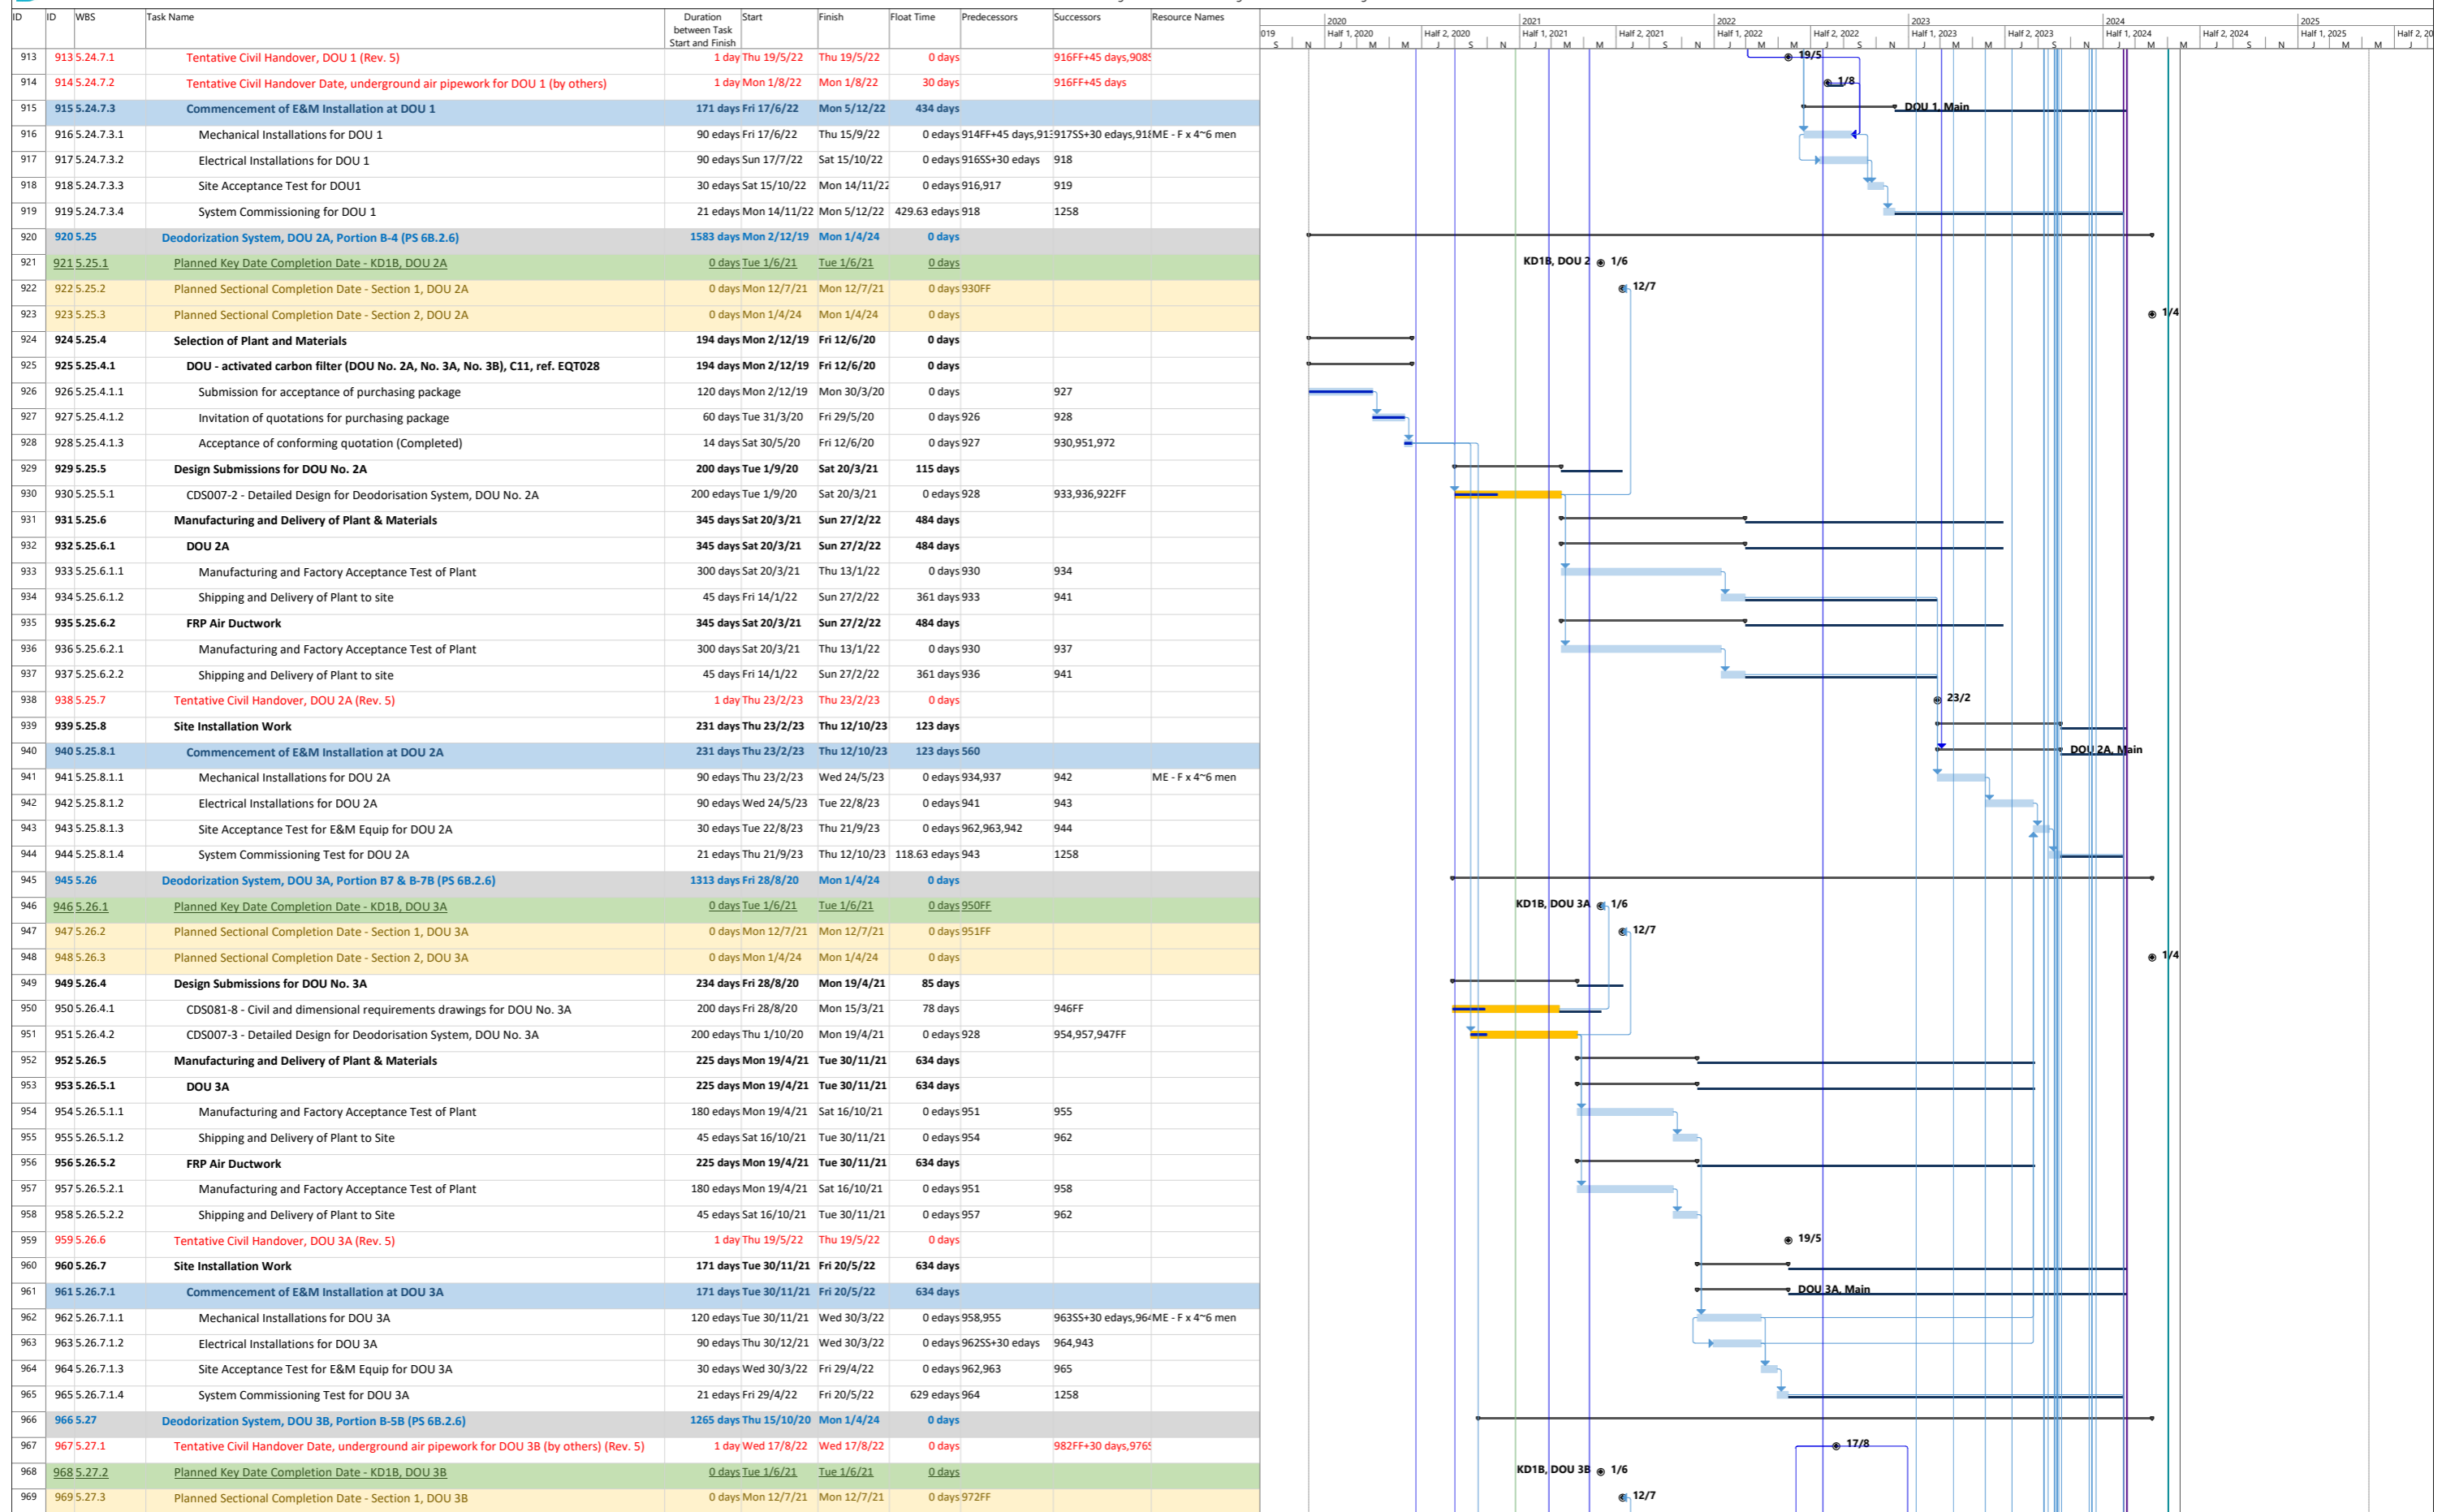 ID ID WBS Task Name Duration between Task Start and Finish Start Finish Float Time Predecessors Successors Resource Names
2020 2021 2022 2023 2024 2025
019 Half 1, 2020 Half 2, 2020 Half 1, 2021 Half 2, 2021 Half 1, 2022 Half 2, 2022 Half 1, 2023 Half 2, 2023 Half 1, 2024 Half 2, 2024 Half 1, 2025 Half 2, 20
S N J M M J S N J M M J S N J M M J S N J M M J S N J M M J S N J M M J
913 913 5.24.7.1 Tentative Civil Handover, DOU 1 (Rev. 5) 1 day Thu 19/5/22 Thu 19/5/22 0 days 916FF+45 days,908S 19/5
914 914 5.24.7.2 Tentative Civil Handover Date, underground air pipework for DOU 1 (by others) 1 day Mon 1/8/22 Mon 1/8/22 30 days 916FF+45 days 1/8
915 915 5.24.7.3 Commencement of E&M Installation at DOU 1 171 days Fri 17/6/22 Mon 5/12/22 434 days DOU 1, Main
916 916 5.24.7.3.1 Mechanical Installations for DOU 1 90 edays Fri 17/6/22 Thu 15/9/22 0 edays 914FF+45 days,913 917SS+30 edays,918 ME - F x 4~6 men
917 917 5.24.7.3.2 Electrical Installations for DOU 1 90 edays Sun 17/7/22 Sat 15/10/22 0 edays 916SS+30 edays 918
918 918 5.24.7.3.3 Site Acceptance Test for DOU1 30 edays Sat 15/10/22 Mon 14/11/22 0 edays 916,917 919
919 919 5.24.7.3.4 System Commissioning for DOU 1 21 edays Mon 14/11/22 Mon 5/12/22 429.63 edays 918 1258
920 920 5.25 Deodorization System, DOU 2A, Portion B-4 (PS 6B.2.6) 1583 days Mon 2/12/19 Mon 1/4/24 0 days
921 921 5.25.1 Planned Key Date Completion Date - KD1B, DOU 2A 0 days Tue 1/6/21 Tue 1/6/21 0 days KD1B, DOU 2 1/6
922 922 5.25.2 Planned Sectional Completion Date - Section 1, DOU 2A 0 days Mon 12/7/21 Mon 12/7/21 0 days 930FF 12/7
923 923 5.25.3 Planned Sectional Completion Date - Section 2, DOU 2A 0 days Mon 1/4/24 Mon 1/4/24 0 days 1/4
924 924 5.25.4 Selection of Plant and Materials 194 days Mon 2/12/19 Fri 12/6/20 0 days
925 925 5.25.4.1 DOU - activated carbon filter (DOU No. 2A, No. 3A, No. 3B), C11, ref. EQT028 194 days Mon 2/12/19 Fri 12/6/20 0 days
926 926 5.25.4.1.1 Submission for acceptance of purchasing package 120 days Mon 2/12/19 Mon 30/3/20 0 days 927
927 927 5.25.4.1.2 Invitation of quotations for purchasing package 60 days Tue 31/3/20 Fri 29/5/20 0 days 926 928
928 928 5.25.4.1.3 Acceptance of conforming quotation (Completed) 14 days Sat 30/5/20 Fri 12/6/20 0 days 927 930,951,972
929 929 5.25.5 Design Submissions for DOU No. 2A 200 days Tue 1/9/20 Sat 20/3/21 115 days
930 930 5.25.5.1 CDS007-2 - Detailed Design for Deodorisation System, DOU No. 2A 200 edays Tue 1/9/20 Sat 20/3/21 0 edays 928 933,936,922FF
931 931 5.25.6 Manufacturing and Delivery of Plant & Materials 345 days Sat 20/3/21 Sun 27/2/22 484 days
932 932 5.25.6.1 DOU 2A 345 days Sat 20/3/21 Sun 27/2/22 484 days
933 933 5.25.6.1.1 Manufacturing and Factory Acceptance Test of Plant 300 days Sat 20/3/21 Thu 13/1/22 0 days 930 934
934 934 5.25.6.1.2 Shipping and Delivery of Plant to site 45 days Fri 14/1/22 Sun 27/2/22 361 days 933 941
935 935 5.25.6.2 FRP Air Ductwork 345 days Sat 20/3/21 Sun 27/2/22 484 days
936 936 5.25.6.2.1 Manufacturing and Factory Acceptance Test of Plant 300 days Sat 20/3/21 Thu 13/1/22 0 days 930 937
937 937 5.25.6.2.2 Shipping and Delivery of Plant to site 45 days Fri 14/1/22 Sun 27/2/22 361 days 936 941
938 938 5.25.7 Tentative Civil Handover, DOU 2A (Rev. 5) 1 day Thu 23/2/23 Thu 23/2/23 0 days 23/2
939 939 5.25.8 Site Installation Work 231 days Thu 23/2/23 Thu 12/10/23 123 days
940 940 5.25.8.1 Commencement of E&M Installation at DOU 2A 231 days Thu 23/2/23 Thu 12/10/23 123 days 560 DOU 2A, Main
941 941 5.25.8.1.1 Mechanical Installations for DOU 2A 90 edays Thu 23/2/23 Wed 24/5/23 0 edays 934,937 942 ME - F x 4~6 men
942 942 5.25.8.1.2 Electrical Installations for DOU 2A 90 edays Wed 24/5/23 Tue 22/8/23 0 edays 941 943
943 943 5.25.8.1.3 Site Acceptance Test for E&M Equip for DOU 2A 30 edays Tue 22/8/23 Thu 21/9/23 0 edays 962,963,942 944
944 944 5.25.8.1.4 System Commissioning Test for DOU 2A 21 edays Thu 21/9/23 Thu 12/10/23 118.63 edays 943 1258
945 945 5.26 Deodorization System, DOU 3A, Portion B7 & B-7B (PS 6B.2.6) 1313 days Fri 28/8/20 Mon 1/4/24 0 days
946 946 5.26.1 Planned Key Date Completion Date - KD1B, DOU 3A 0 days Tue 1/6/21 Tue 1/6/21 0 days 950FF KD1B, DOU 3A 1/6
947 947 5.26.2 Planned Sectional Completion Date - Section 1, DOU 3A 0 days Mon 12/7/21 Mon 12/7/21 0 days 951FF 12/7
948 948 5.26.3 Planned Sectional Completion Date - Section 2, DOU 3A 0 days Mon 1/4/24 Mon 1/4/24 0 days 1/4
949 949 5.26.4 Design Submissions for DOU No. 3A 234 days Fri 28/8/20 Mon 19/4/21 85 days
950 950 5.26.4.1 CDS081-8 - Civil and dimensional requirements drawings for DOU No. 3A 200 days Fri 28/8/20 Mon 15/3/21 78 days 946FF
951 951 5.26.4.2 CDS007-3 - Detailed Design for Deodorisation System, DOU No. 3A 200 edays Thu 1/10/20 Mon 19/4/21 0 edays 928 954,957,947FF
952 952 5.26.5 Manufacturing and Delivery of Plant & Materials 225 days Mon 19/4/21 Tue 30/11/21 634 days
953 953 5.26.5.1 DOU 3A 225 days Mon 19/4/21 Tue 30/11/21 634 days
954 954 5.26.5.1.1 Manufacturing and Factory Acceptance Test of Plant 180 edays Mon 19/4/21 Sat 16/10/21 0 edays 951 955
955 955 5.26.5.1.2 Shipping and Delivery of Plant to Site 45 edays Sat 16/10/21 Tue 30/11/21 0 edays 954 962
956 956 5.26.5.2 FRP Air Ductwork 225 days Mon 19/4/21 Tue 30/11/21 634 days
957 957 5.26.5.2.1 Manufacturing and Factory Acceptance Test of Plant 180 edays Mon 19/4/21 Sat 16/10/21 0 edays 951 958
958 958 5.26.5.2.2 Shipping and Delivery of Plant to Site 45 edays Sat 16/10/21 Tue 30/11/21 0 edays 957 962
959 959 5.26.6 Tentative Civil Handover, DOU 3A (Rev. 5) 1 day Thu 19/5/22 Thu 19/5/22 0 days 19/5
960 960 5.26.7 Site Installation Work 171 days Tue 30/11/21 Fri 20/5/22 634 days
961 961 5.26.7.1 Commencement of E&M Installation at DOU 3A 171 days Tue 30/11/21 Fri 20/5/22 634 days DOU 3A, Main
962 962 5.26.7.1.1 Mechanical Installations for DOU 3A 120 edays Tue 30/11/21 Wed 30/3/22 0 edays 958,955 963SS+30 edays,964 ME - F x 4~6 men
963 963 5.26.7.1.2 Electrical Installations for DOU 3A 90 edays Thu 30/12/21 Wed 30/3/22 0 edays 962SS+30 edays 964,943
964 964 5.26.7.1.3 Site Acceptance Test for E&M Equip for DOU 3A 30 edays Wed 30/3/22 Fri 29/4/22 0 edays 962,963 965
965 965 5.26.7.1.4 System Commissioning Test for DOU 3A 21 edays Fri 29/4/22 Fri 20/5/22 629 edays 964 1258
966 966 5.27 Deodorization System, DOU 3B, Portion B-5B (PS 6B.2.6) 1265 days Thu 15/10/20 Mon 1/4/24 0 days
967 967 5.27.1 Tentative Civil Handover Date, underground air pipework for DOU 3B (by others) (Rev. 5) 1 day Wed 17/8/22 Wed 17/8/22 0 days 982FF+30 days,976S 17/8
968 968 5.27.2 Planned Key Date Completion Date - KD1B, DOU 3B 0 days Tue 1/6/21 Tue 1/6/21 0 days KD1B, DOU 3B 1/6
969 969 5.27.3 Planned Sectional Completion Date - Section 1, DOU 3B 0 days Mon 12/7/21 Mon 12/7/21 0 days 972FF 12/7